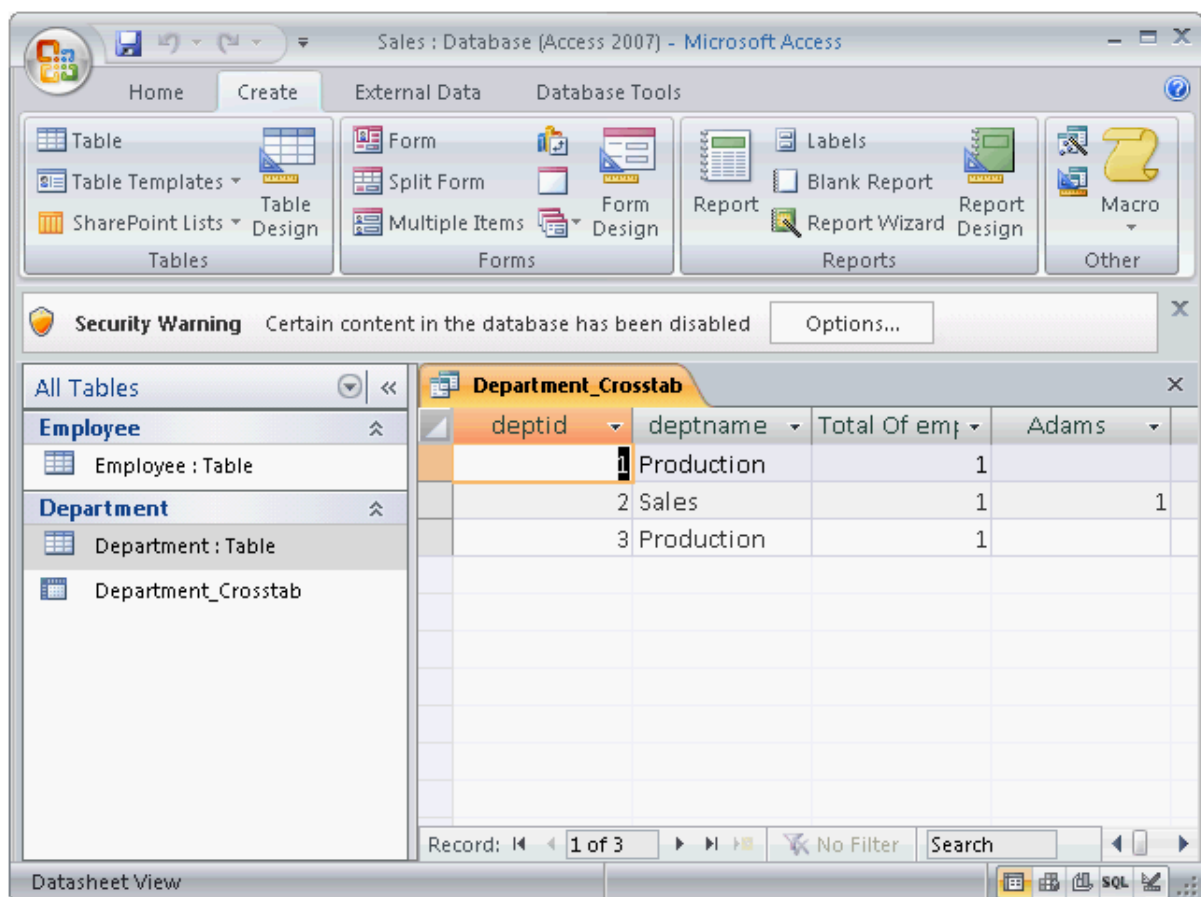 Sales : Database (Access 2007) - Microsoft Access
Home Create External Data Database Tools
Table
Table Templates
SharePoint Lists
Table Design
Tables
Form
Split Form
Multiple Items
Form Design
Forms
Report
Labels
Blank Report
Report Wizard
Report Design
Reports
Macro
Other
Security Warning Certain content in the database has been disabled Options...
All Tables
Employee
Employee : Table
Department
Department : Table
Department_Crosstab
Department_Crosstab
deptid deptname Total Of emp Adams
1 Production 1
2 Sales 1 1
3 Production 1
Record: 1 of 3 No Filter Search
Datasheet View SQL